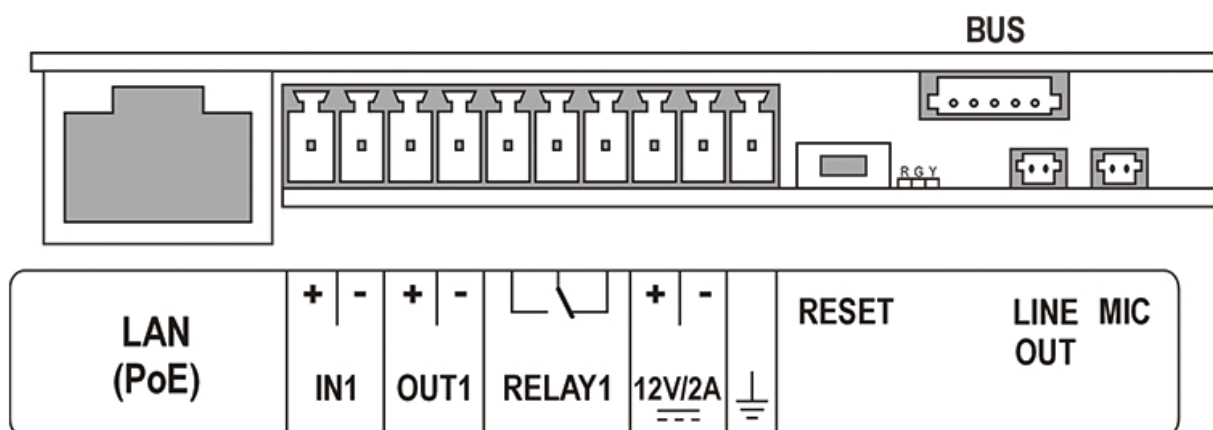 BUS
R G Y
LAN
(PoE)
+ -
IN1
+ -
OUT1
RELAY1
+ -
12V/2A
RESET
LINE
OUT
MIC